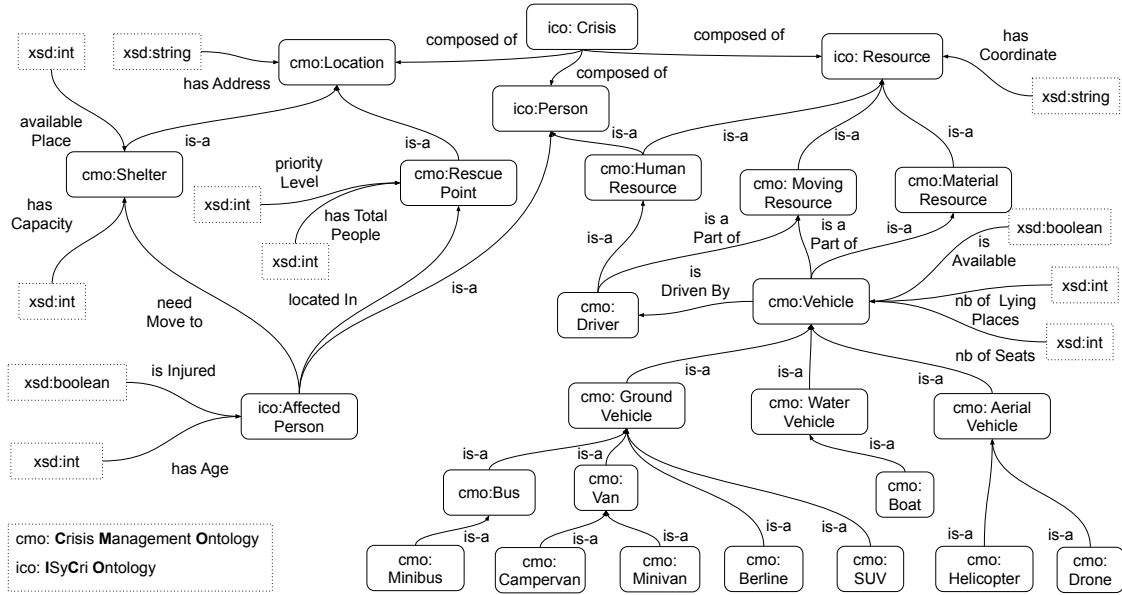 ico: Crisis
xsd:int
xsd:string
cmo:Location
composed of
composed of
ico: Resource
has
Coordinate
has Address
composed of
xsd:string
ico:Person
available
Place
is-a
is-a
is-a
is-a
is-a
is-a
cmo:Shelter
priority
Level
cmo:Rescue
Point
cmo:Human
Resource
cmo: Moving
Resource
cmo:Material
Resource
has
Capacity
xsd:int
has Total
People
is a
Part of
is a
Part of
is-a
xsd:boolean
is-a
xsd:int
is
Available
xsd:int
need
Move to
located In
is-a
is
Driven By
cmo:
Driver
cmo:Vehicle
nb of Lying
Places
xsd:int
xsd:int
nb of Seats
is Injured
xsd:boolean
is-a
is-a
is-a
ico:Affected
Person
cmo: Ground
Vehicle
cmo: Water
Vehicle
cmo: Aerial
Vehicle
xsd:int
has Age
is-a
is-a
is-a
cmo:Bus
cmo:
Van
cmo:
Boat
is-a
is-a
is-a
is-a
is-a
is-a
is-a
cmo:
Minibus
cmo:
Campervan
cmo:
Minivan
cmo:
Berline
cmo:
SUV
cmo:
Helicopter
cmo:
Drone
cmo: Crisis Management Ontology
ico: ISyCri Ontology